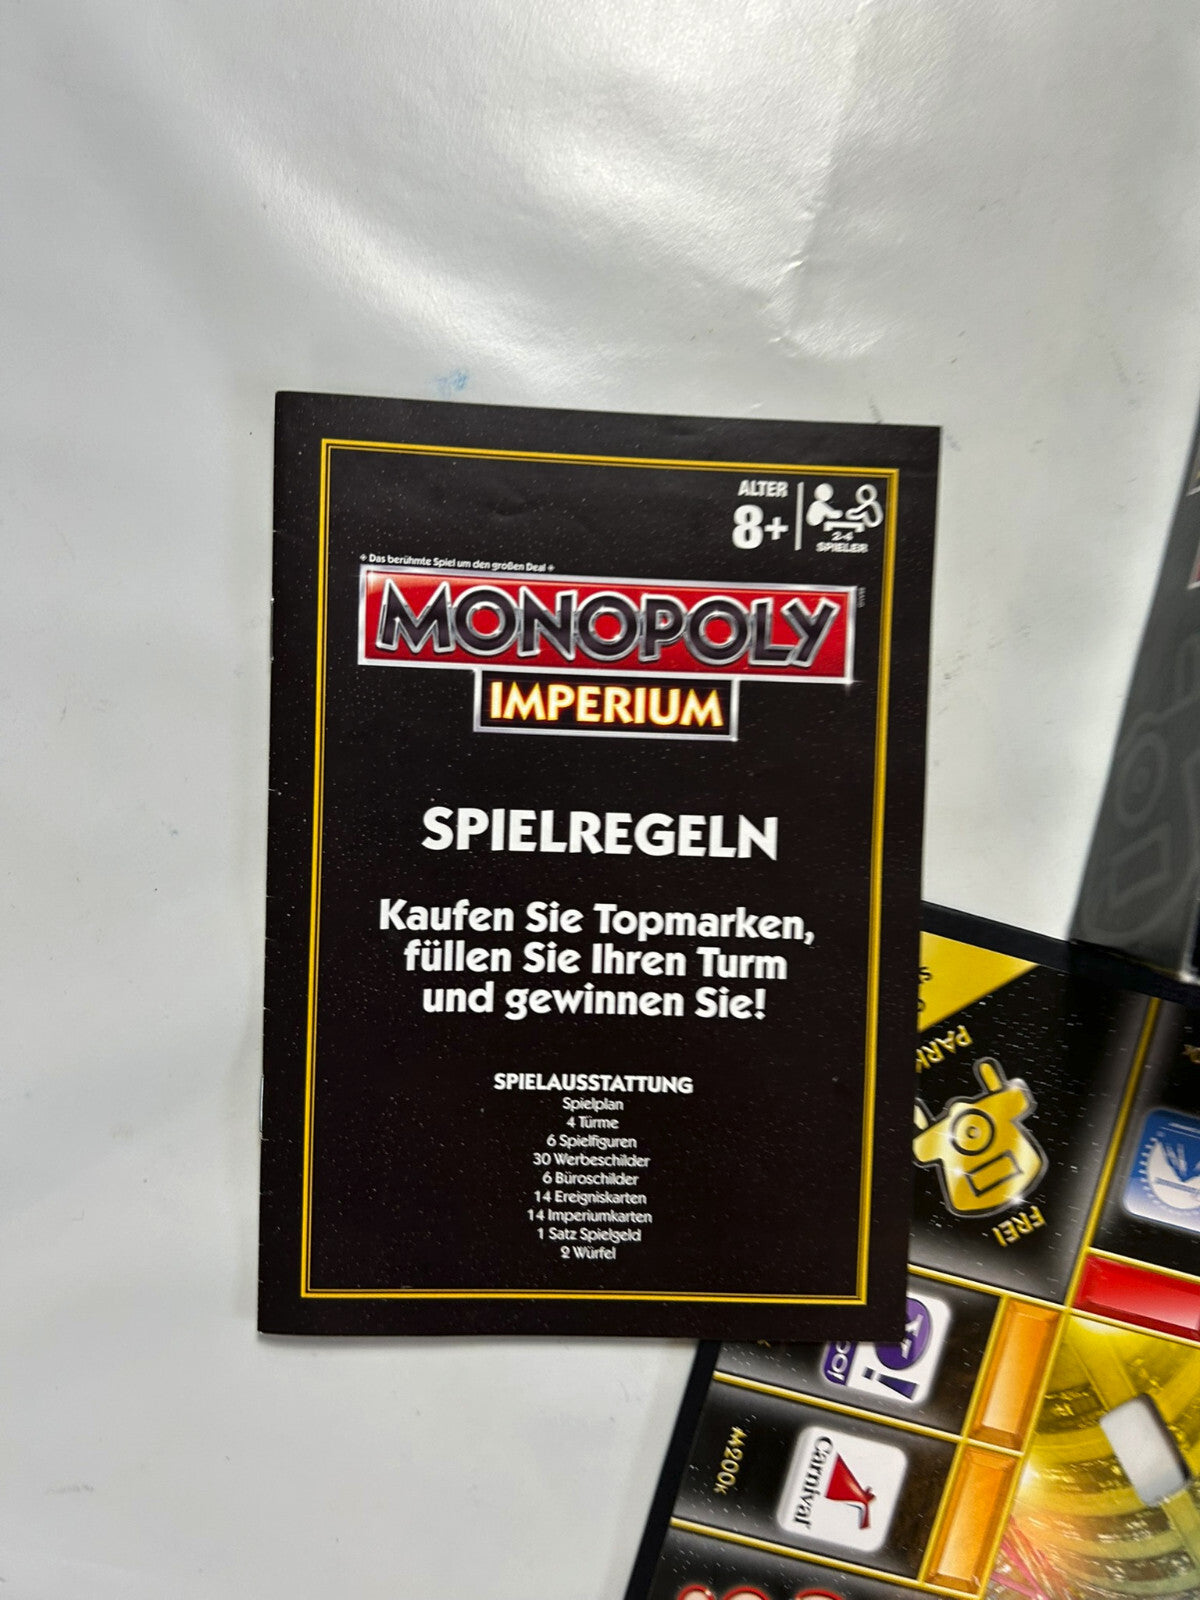 ALTER
8+
2-4
SPIELER
+ Das berühmte Spiel um den großen Deal +
MONOPOLY
IMPERIUM
SPIELREGELN
Kaufen Sie Topmarken,
füllen Sie Ihren Turm
und gewinnen Sie!
SPIELAUSSTATTUNG
Spielplan
4 Türme
6 Spielfiguren
30 Werbeschilder
6 Büroschilder
14 Ereigniskarten
14 Imperiumkarten
1 Satz Spielgeld
2 Würfel
FREI
PARK
M200K
Carnival